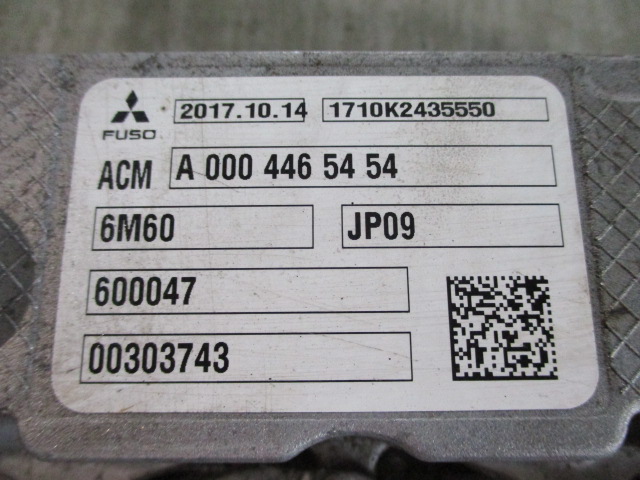 2017.10.14 1710K2435550
FUSO
ACM A 000 446 54 54
6M60 JP09
600047
00303743